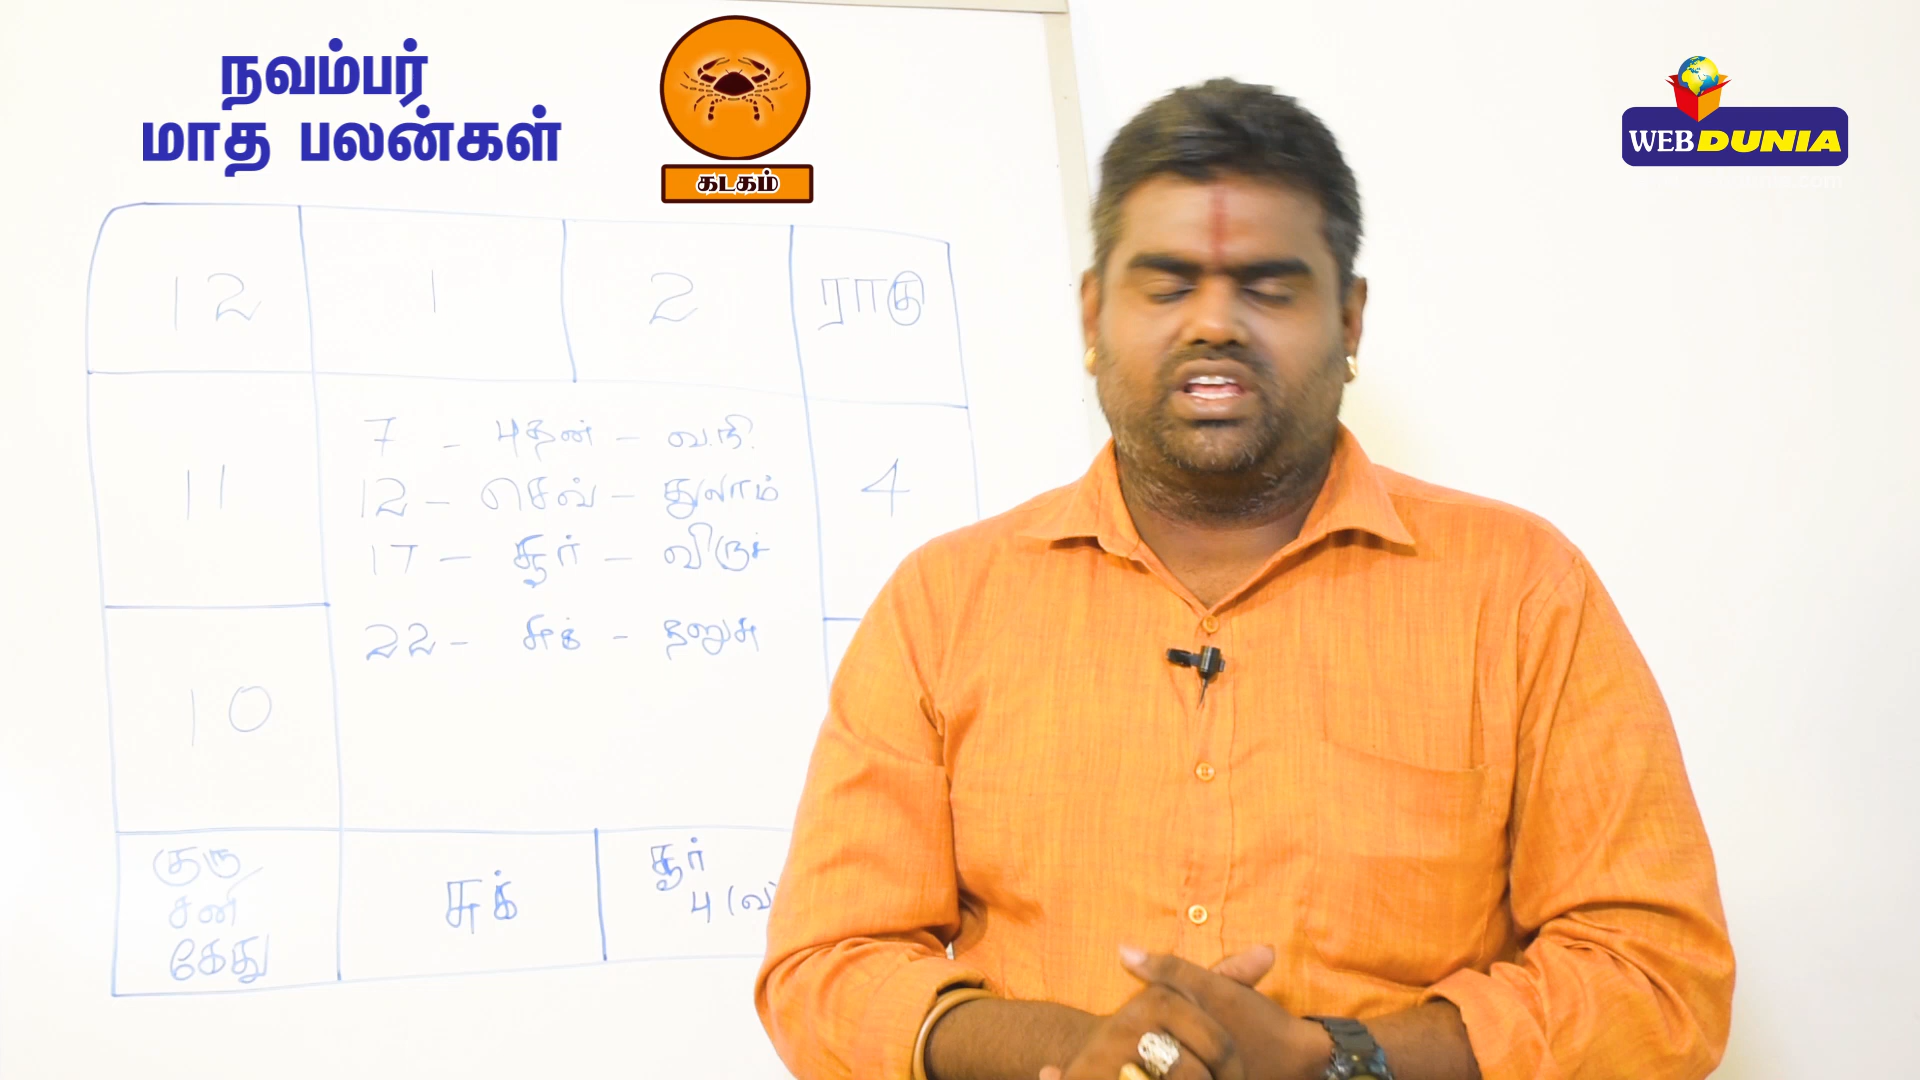 நவம்பர்
மாத பலன்கள்
கடகம்
WEBDUNIA
12 1 2 ராகு
7 - புதன் - வ.நி.
12 - செவ் - துலாம்
17 - சூர் - விருச்
22 - சுக் - தனுசு
11 4
10
குரு
சனி
கேது
சுக்
சூர்
பு (வ)